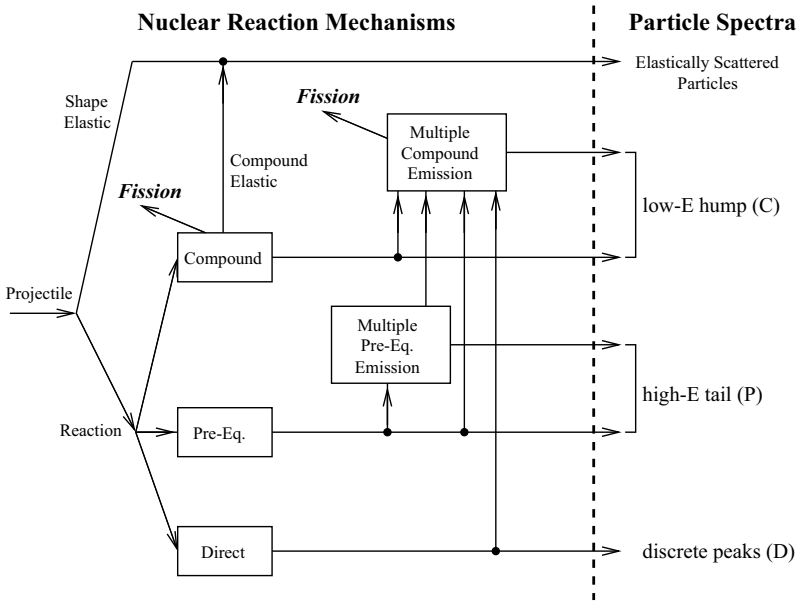 Nuclear Reaction Mechanisms
Particle Spectra
Elastically Scattered
Particles
Shape
Elastic
Fission
Multiple
Compound
Emission
Compound
Elastic
Fission
low-E hump (C)
Compound
Projectile
Multiple
Pre-Eq.
Emission
high-E tail (P)
Reaction
Pre-Eq.
Direct
discrete peaks (D)